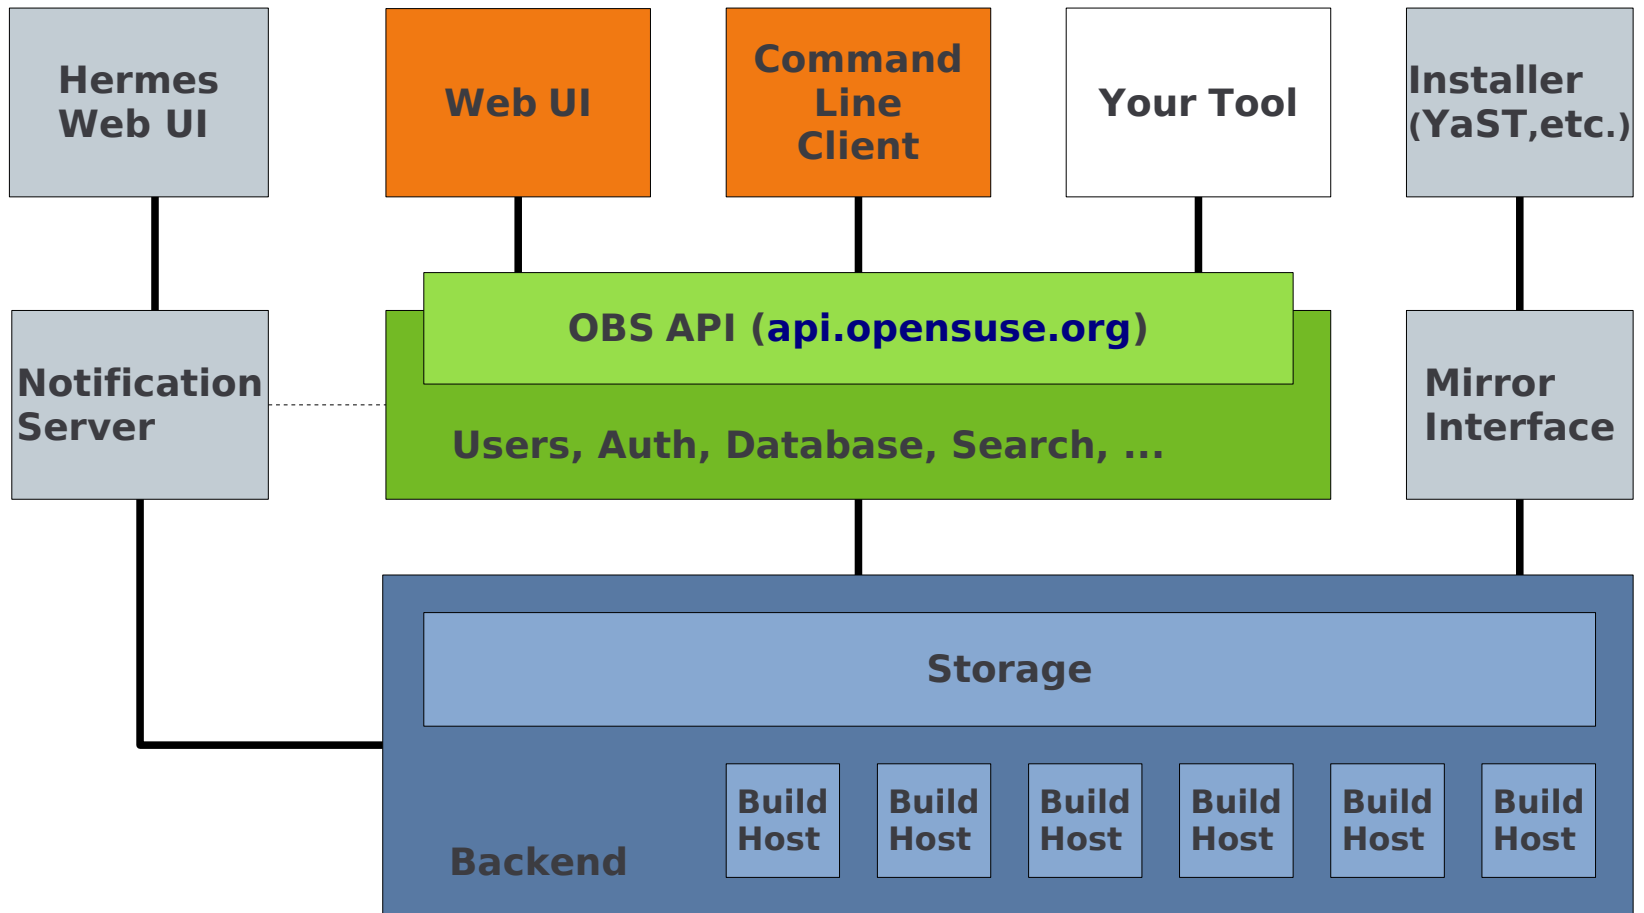 Hermes
Web UI
Web UI
Command
Line
Client
Your Tool
Installer
(YaST,etc.)
OBS API (api.opensuse.org)
Notification
Server
Users, Auth, Database, Search, ...
Mirror
Interface
Storage
Build
Host
Build
Host
Build
Host
Build
Host
Build
Host
Build
Host
Backend